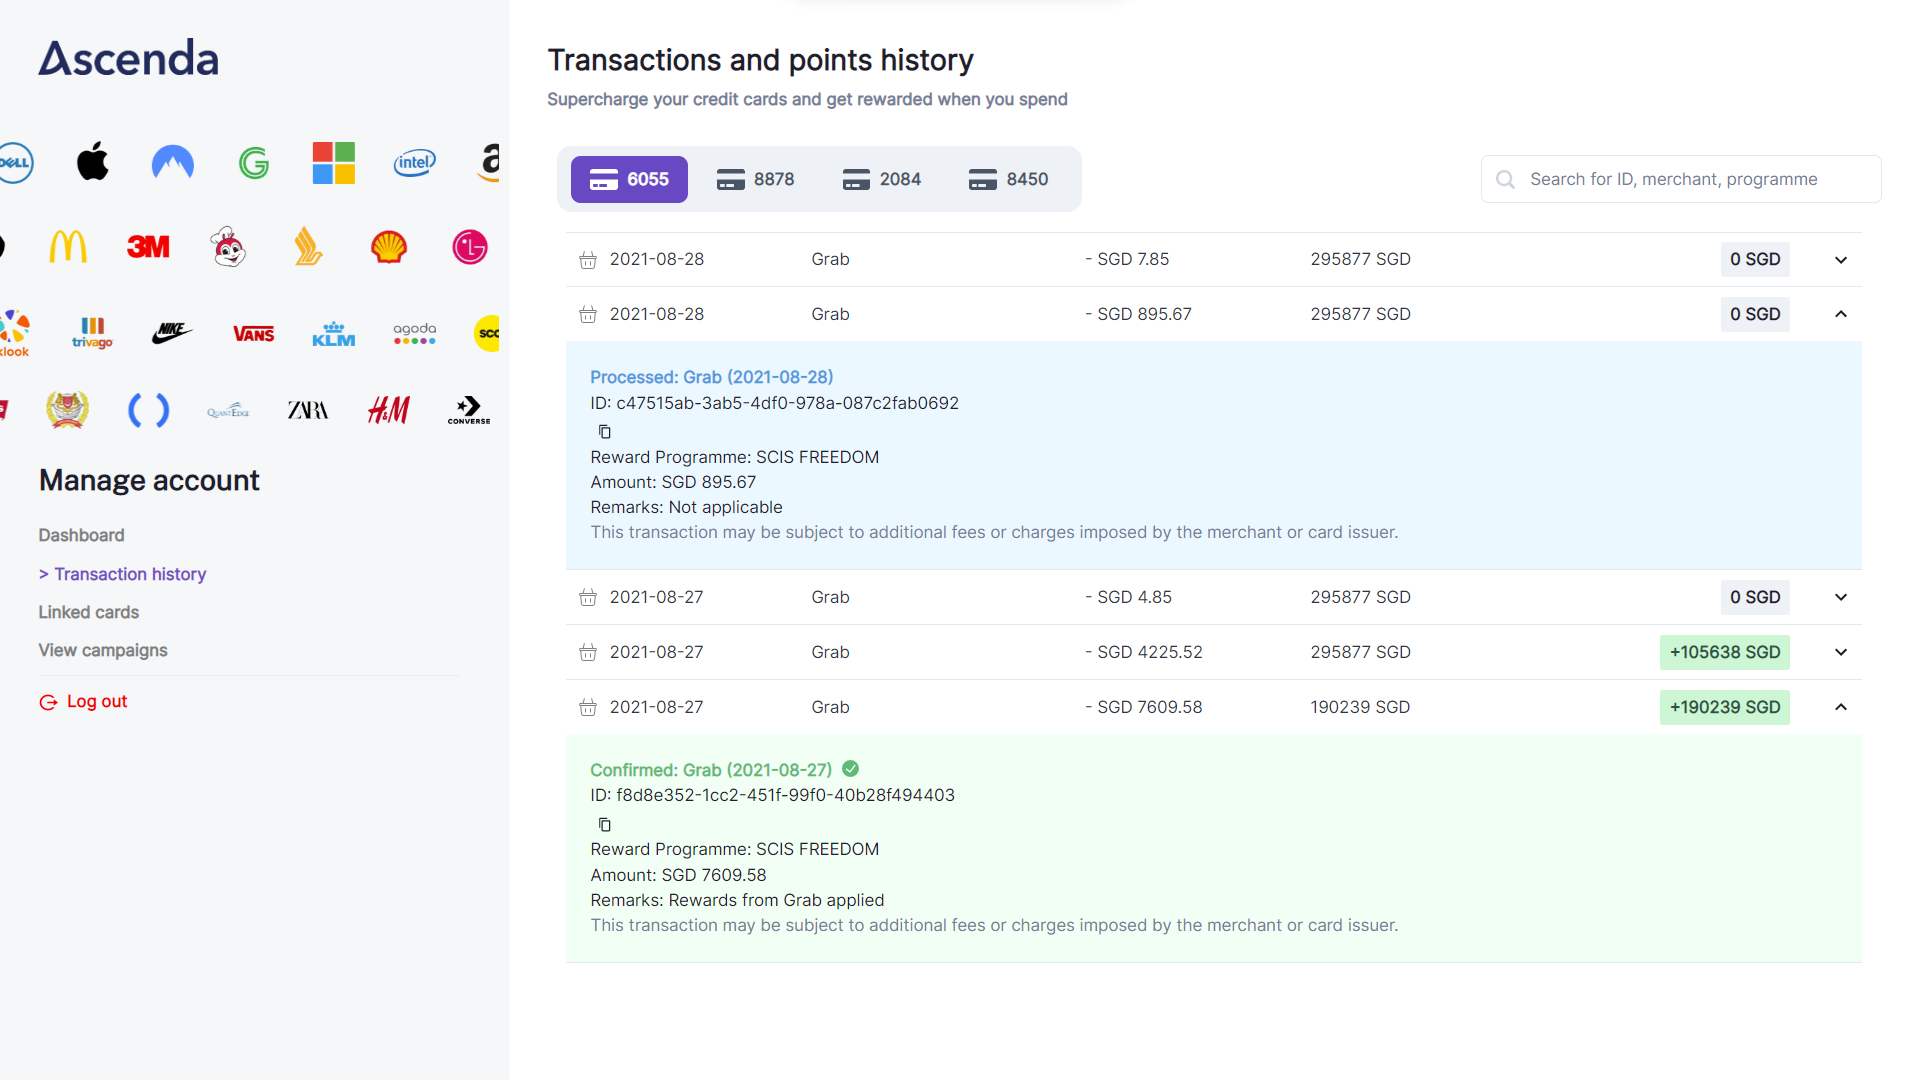 Ascenda
DELL
intel
a
3M
LG
klook
trivago
NIKE
VANS
KLM
agoda
SCO
QUANTEDGE
ZARA
H&M
CONVERSE
Manage account
Dashboard
> Transaction history
Linked cards
View campaigns
Log out
Transactions and points history
Supercharge your credit cards and get rewarded when you spend
6055 8878 2084 8450
Search for ID, merchant, programme
2021-08-28 Grab - SGD 7.85 295877 SGD 0 SGD
2021-08-28 Grab - SGD 895.67 295877 SGD 0 SGD
Processed: Grab (2021-08-28)
ID: c47515ab-3ab5-4df0-978a-087c2fab0692
Reward Programme: SCIS FREEDOM
Amount: SGD 895.67
Remarks: Not applicable
This transaction may be subject to additional fees or charges imposed by the merchant or card issuer.
2021-08-27 Grab - SGD 4.85 295877 SGD 0 SGD
2021-08-27 Grab - SGD 4225.52 295877 SGD +105638 SGD
2021-08-27 Grab - SGD 7609.58 190239 SGD +190239 SGD
Confirmed: Grab (2021-08-27)
ID: f8d8e352-1cc2-451f-99f0-40b28f494403
Reward Programme: SCIS FREEDOM
Amount: SGD 7609.58
Remarks: Rewards from Grab applied
This transaction may be subject to additional fees or charges imposed by the merchant or card issuer.